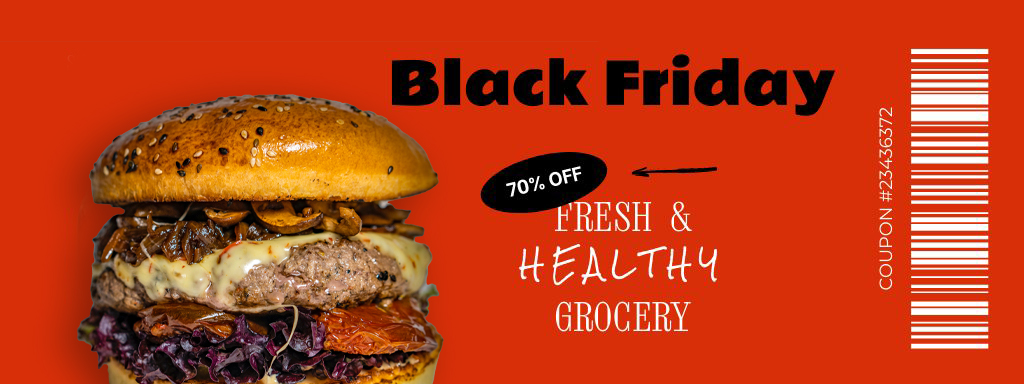 Black Friday
70% OFF
FRESH &
HEALTHY
GROCERY
COUPON #23436372